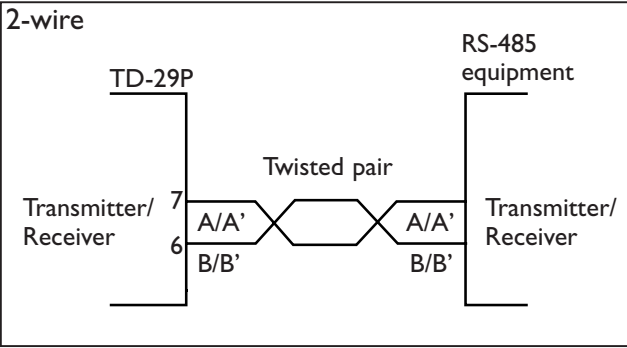 2-wire
RS-485
equipment
TD-29P
Twisted pair
7
Transmitter/
Receiver
A/A’
A/A’
Transmitter/
Receiver
6
B/B’
B/B’